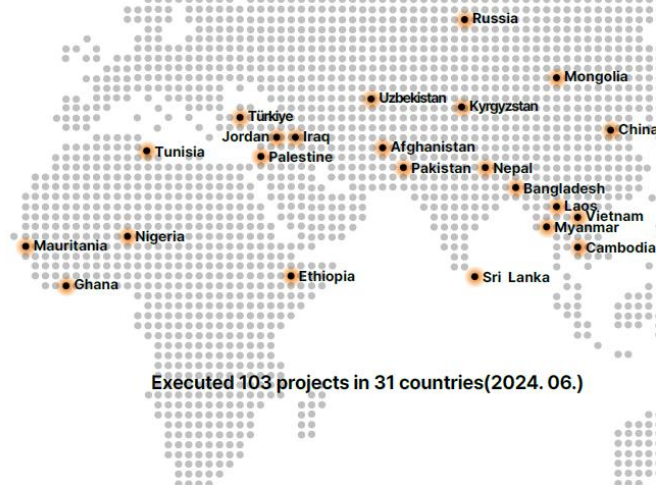 Russia
Mongolia
Uzbekistan
Kyrgyzstan
Türkiye
China
Jordan
Iraq
Afghanistan
Tunisia
Palestine
Pakistan
Nepal
Bangladesh
Laos
Vietnam
Myanmar
Nigeria
Mauritania
Cambodia
Ethiopia
Sri Lanka
Ghana
Executed 103 projects in 31 countries(2024. 06.)